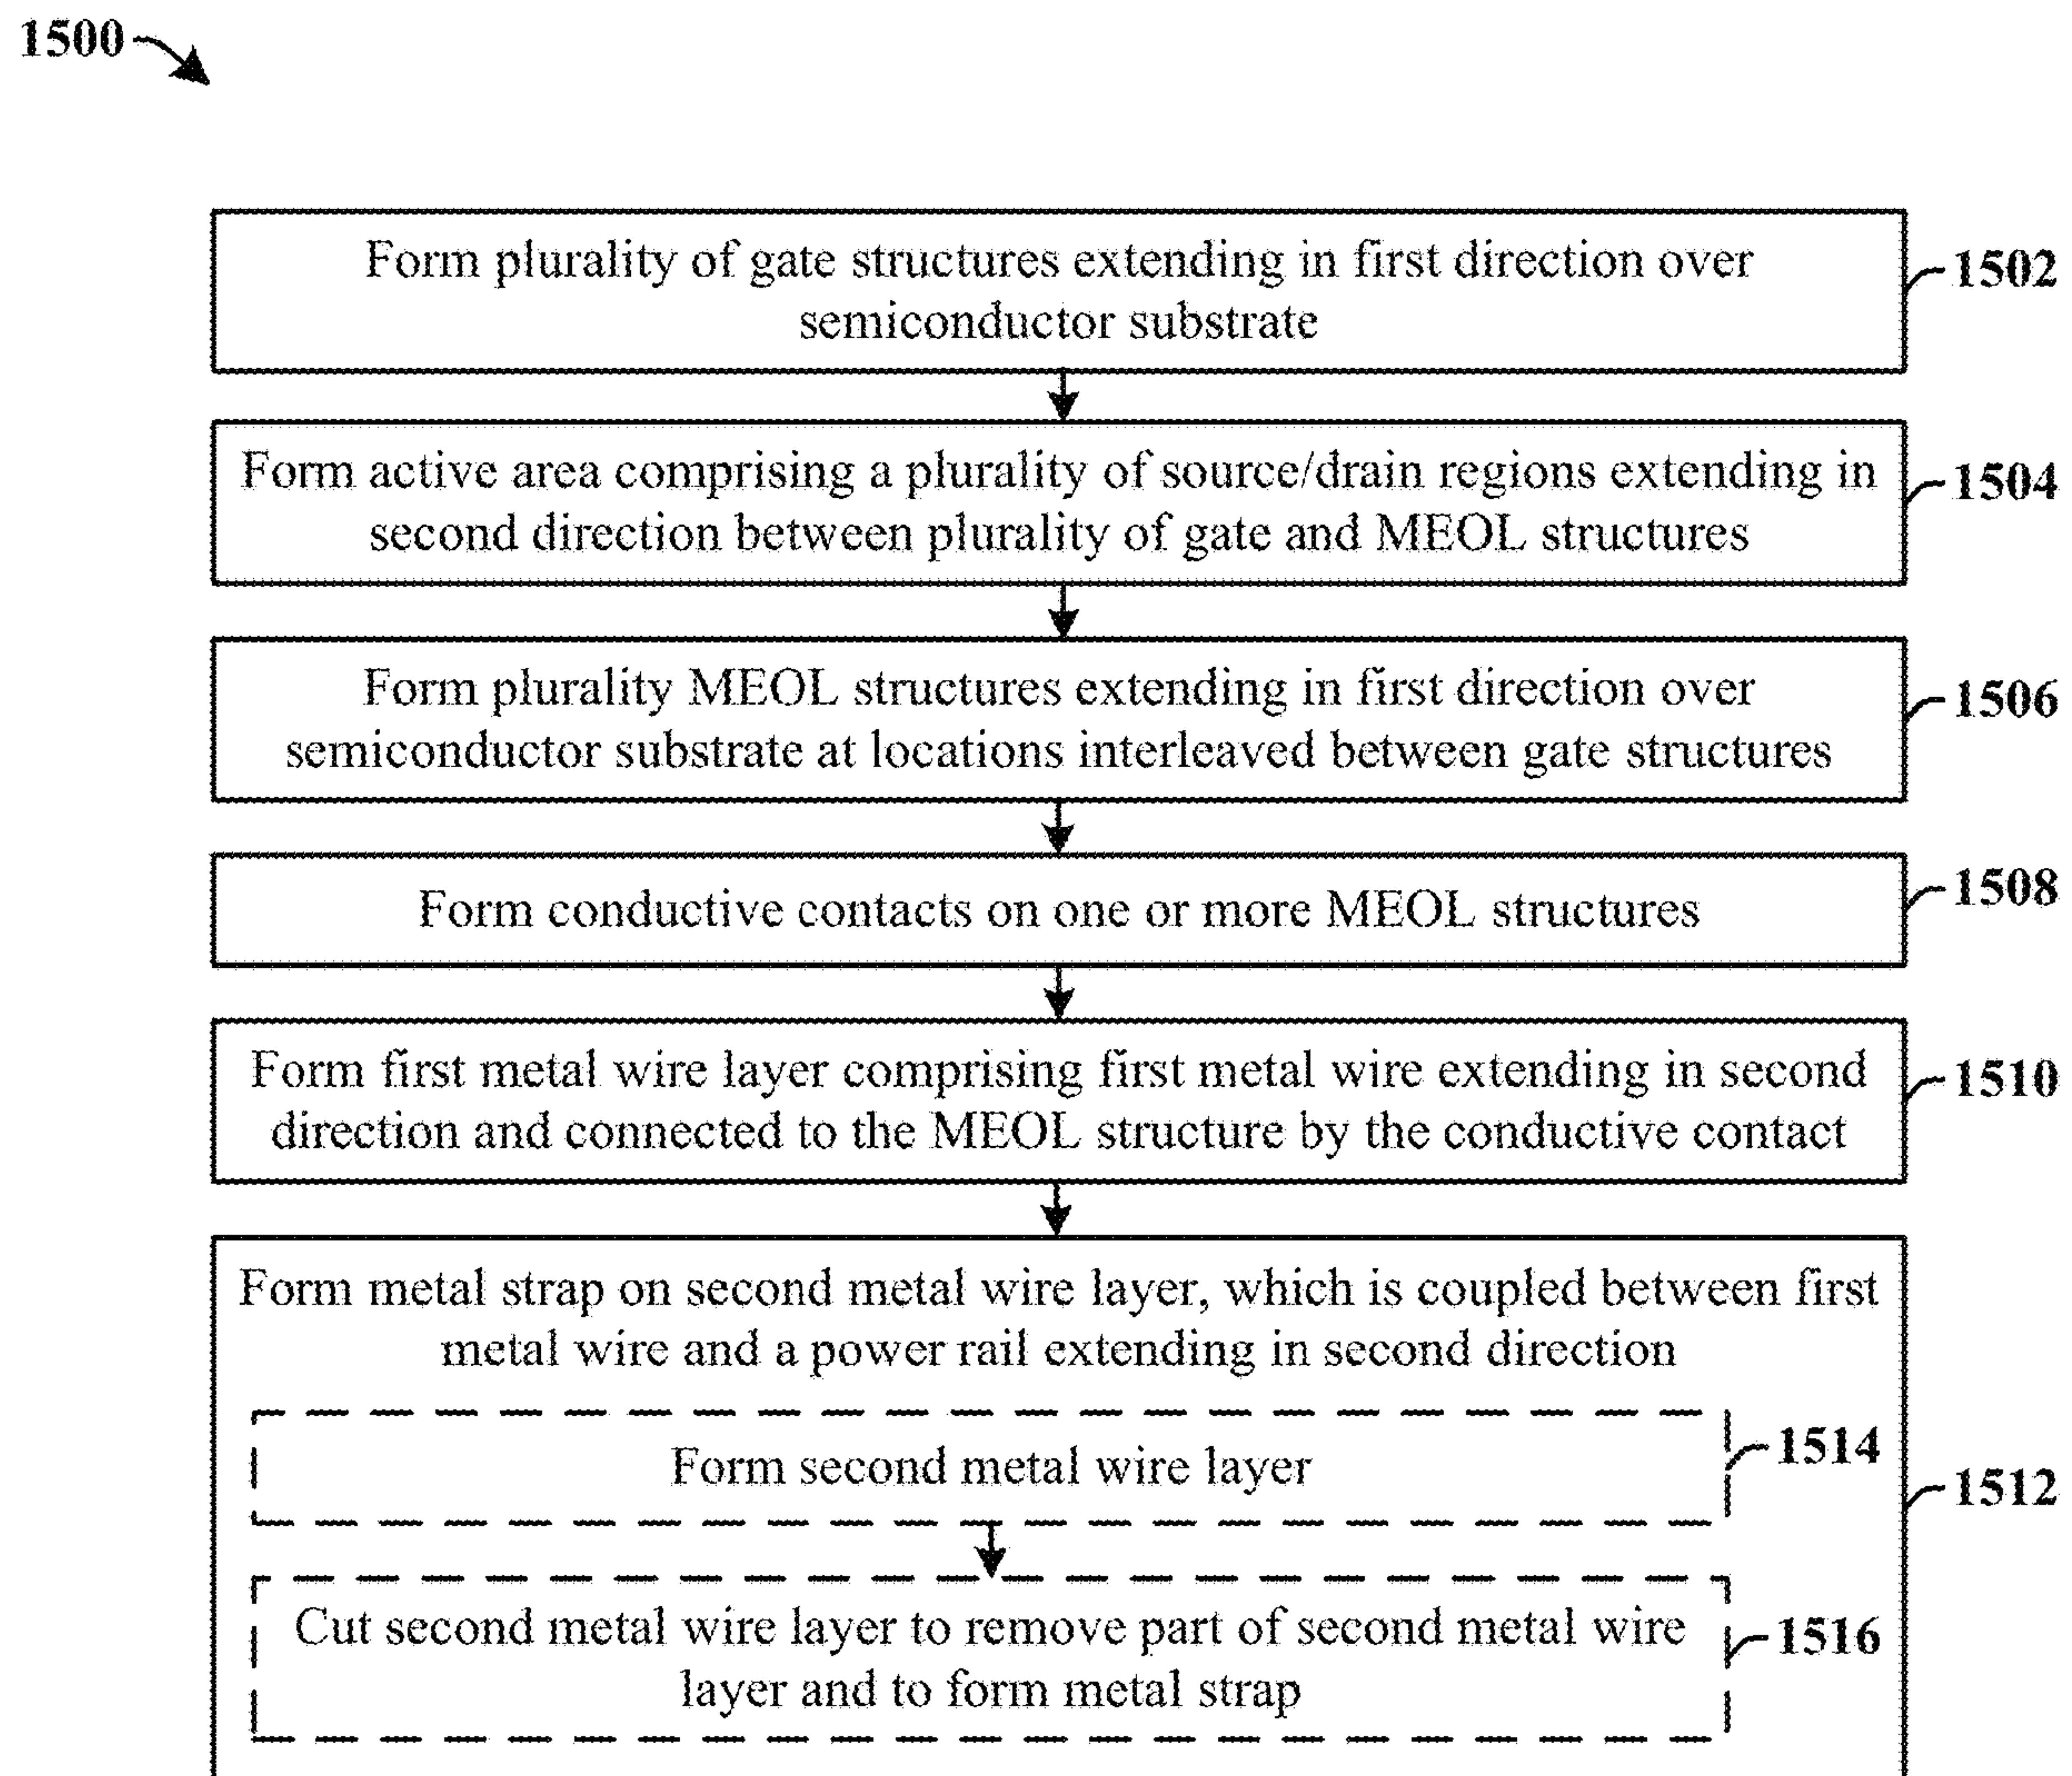 1500
Form plurality of gate structures extending in first direction over
semiconductor substrate
1502
Form active area comprising a plurality of source/drain regions extending in
second direction between plurality of gate and MEOL structures
1504
Form plurality MEOL structures extending in first direction over
semiconductor substrate at locations interleaved between gate structures
1506
Form conductive contacts on one or more MEOL structures
1508
Form first metal wire layer comprising first metal wire extending in second
direction and connected to the MEOL structure by the conductive contact
1510
Form metal strap on second metal wire layer, which is coupled between first
metal wire and a power rail extending in second direction
Form second metal wire layer
1514
1512
Cut second metal wire layer to remove part of second metal wire
layer and to form metal strap
1516